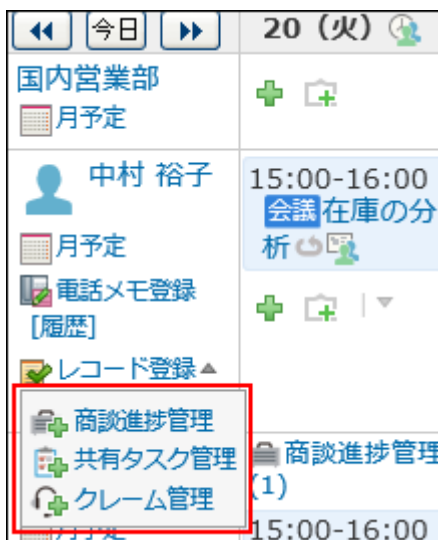 今日
20（火）
国内営業部
月予定
中村 裕子
月予定
電話メモ登録
[履歴]
レコード登録▲
15:00-16:00
会議 在庫の分
析
商談進捗管理
共有タスク管理
クレーム管理
商談進捗管理
(1)
月予定
15:00-16:00